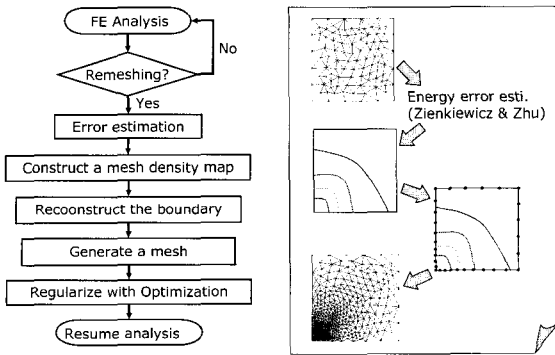 FE Analysis
No
Remeshing?
Yes
Error estimation
Construct a mesh density map
Recoonstruct the boundary
Generate a mesh
Regularize with Optimization
Resume analysis
Energy error esti.
(Zienkiewicz & Zhu)